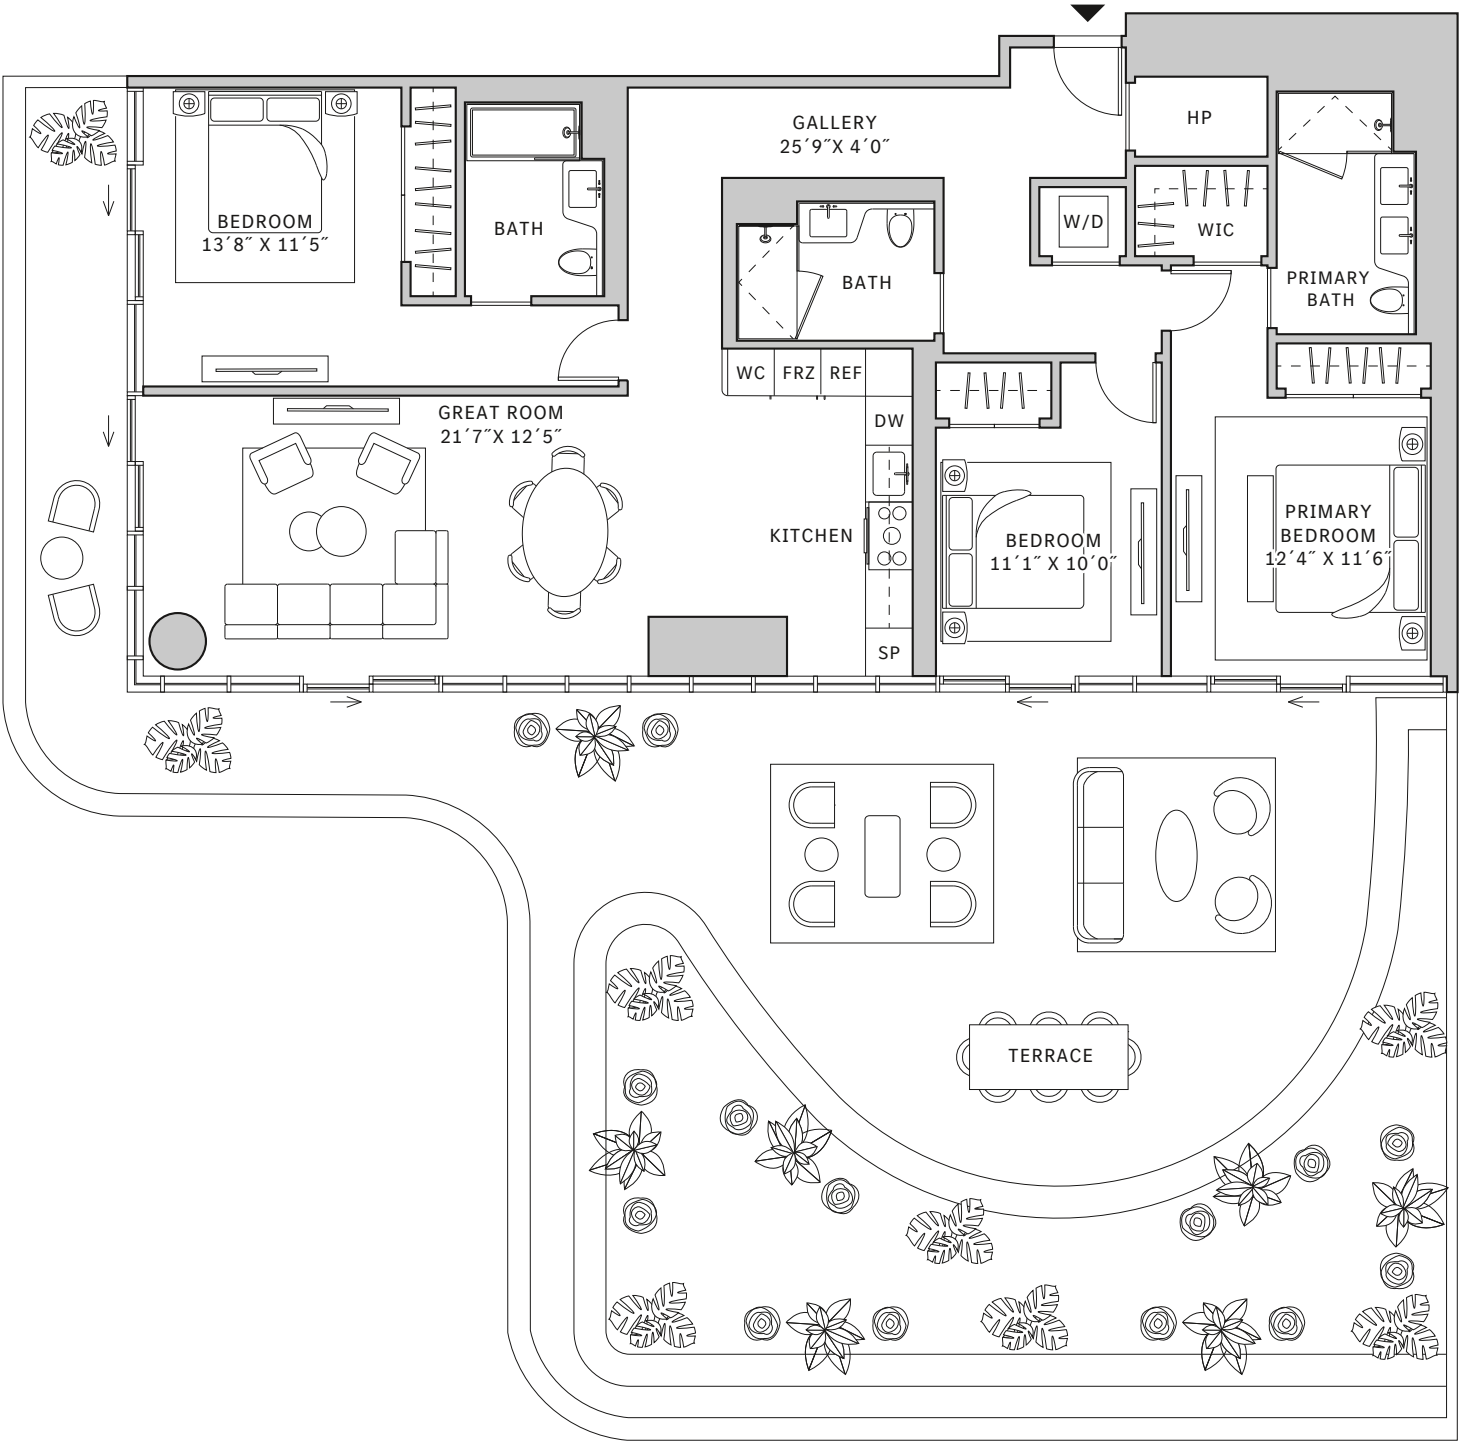 GALLERY
25´9˝X 4´0˝
HP
BEDROOM
13´8˝ X 11´5˝
BATH
W/D
WIC
BATH
PRIMARY
BATH
WC
FRZ
REF
GREAT ROOM
21´7˝X 12´5˝
DW
KITCHEN
BEDROOM
11´1˝ X 10´0˝
PRIMARY
BEDROOM
12´4˝ X 11´6˝
SP
TERRACE